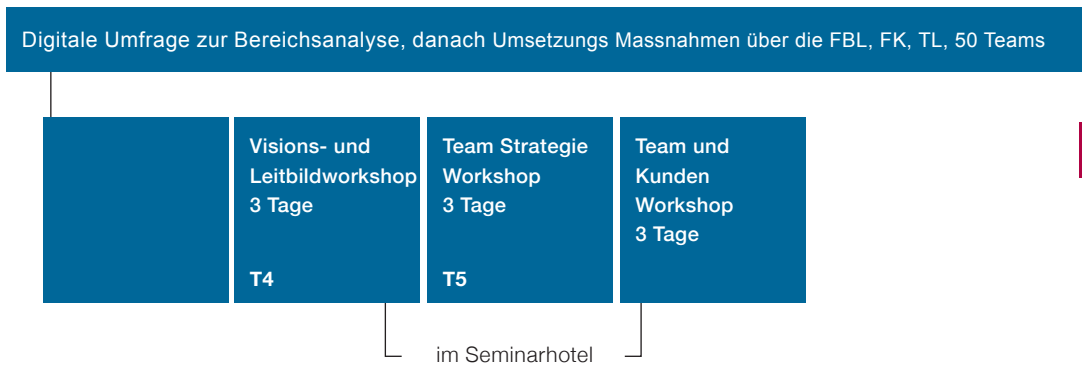 Digitale Umfrage zur Bereichsanalyse, danach Umsetzungs Massnahmen über die FBL, FK, TL, 50 Teams
Visions- und
Leitbildworkshop
3 Tage
T4
Team Strategie
Workshop
3 Tage
T5
Team und
Kunden
Workshop
3 Tage
im Seminarhotel